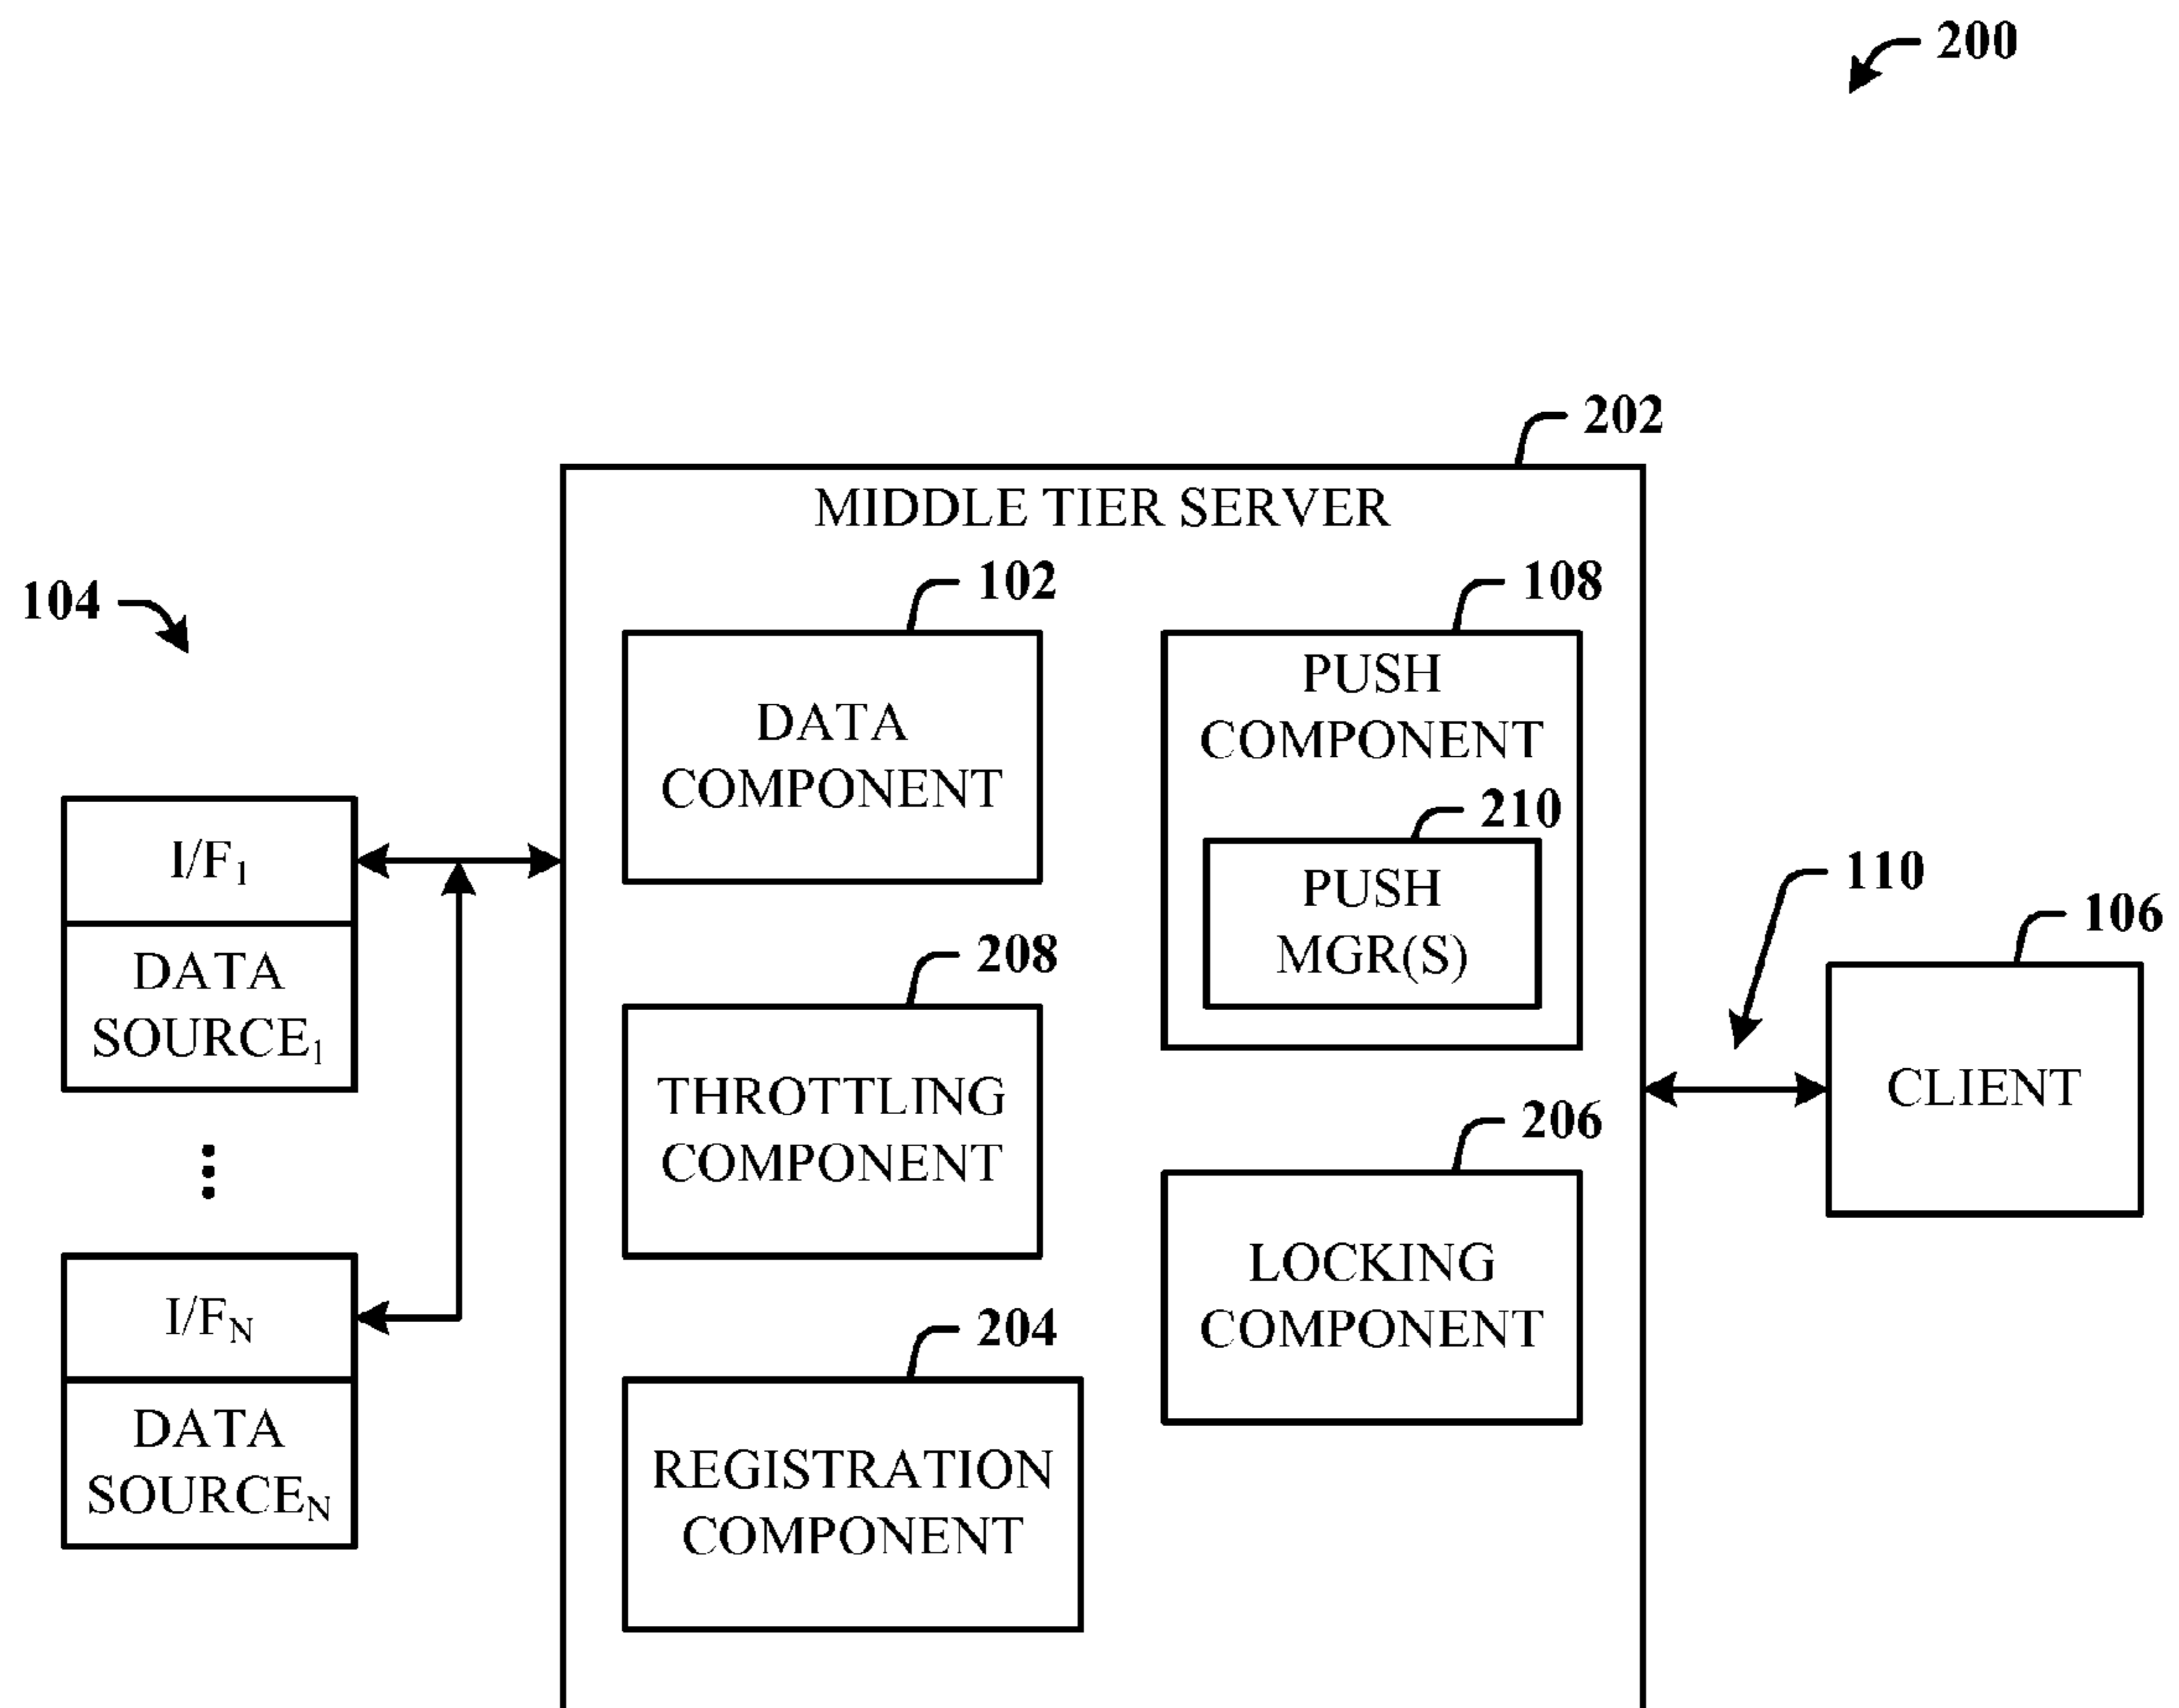 200
202
MIDDLE TIER SERVER
104
102
DATA
COMPONENT
108
PUSH
COMPONENT
210
PUSH
MGR(S)
I/F1
DATA
SOURCE1
208
THROTTLING
COMPONENT
110
106
CLIENT
206
LOCKING
COMPONENT
I/FN
DATA
SOURCEN
204
REGISTRATION
COMPONENT